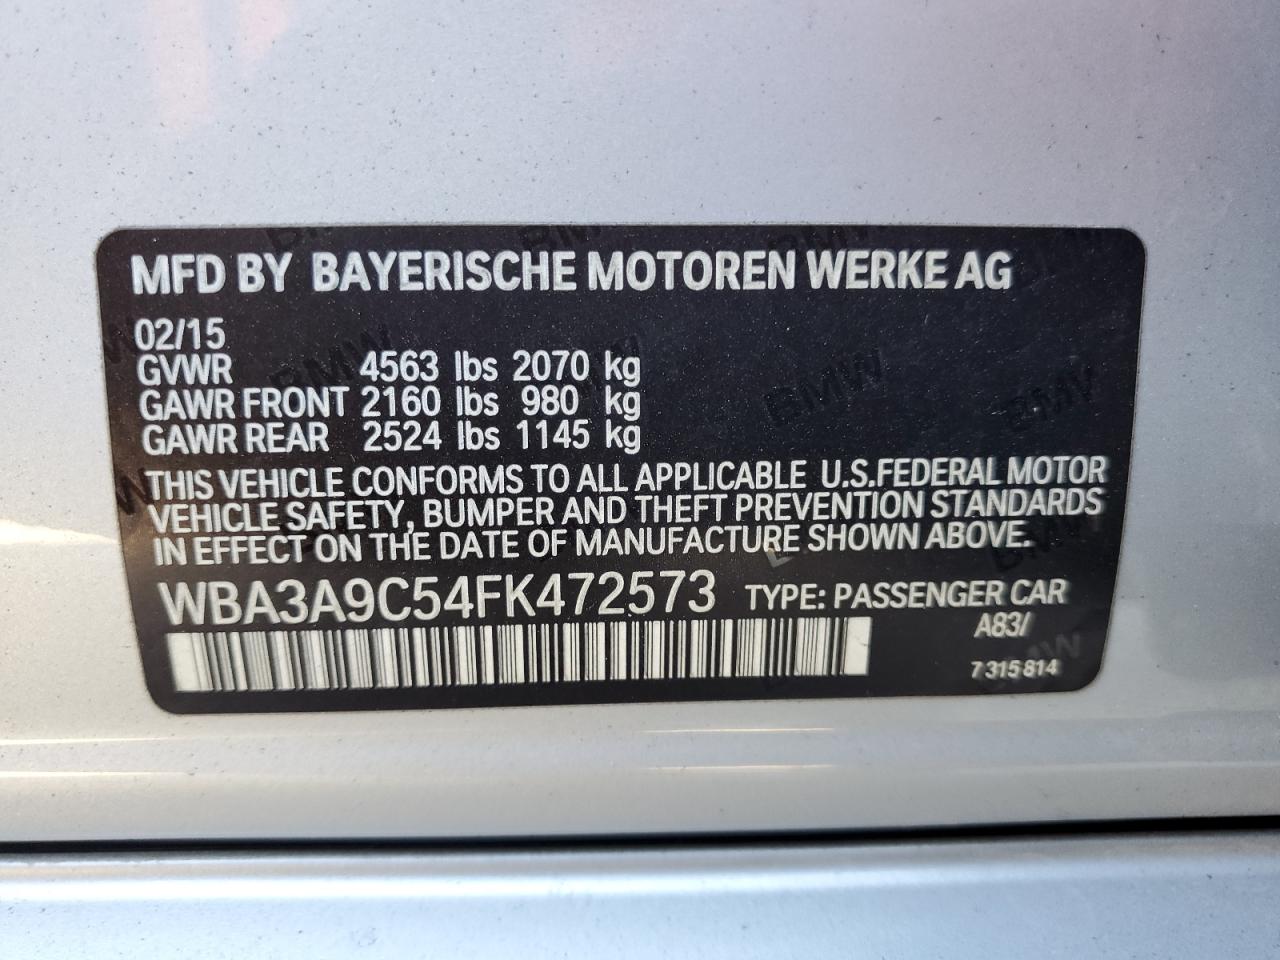 MFD BY BAYERISCHE MOTOREN WERKE AG
02/15
GVWR 4563 lbs 2070 kg
GAWR FRONT 2160 lbs 980 kg
GAWR REAR 2524 lbs 1145 kg
THIS VEHICLE CONFORMS TO ALL APPLICABLE U.S.FEDERAL MOTOR
VEHICLE SAFETY, BUMPER AND THEFT PREVENTION STANDARDS
IN EFFECT ON THE DATE OF MANUFACTURE SHOWN ABOVE.
WBA3A9C54FK472573 TYPE: PASSENGER CAR
A83/
7 315 814